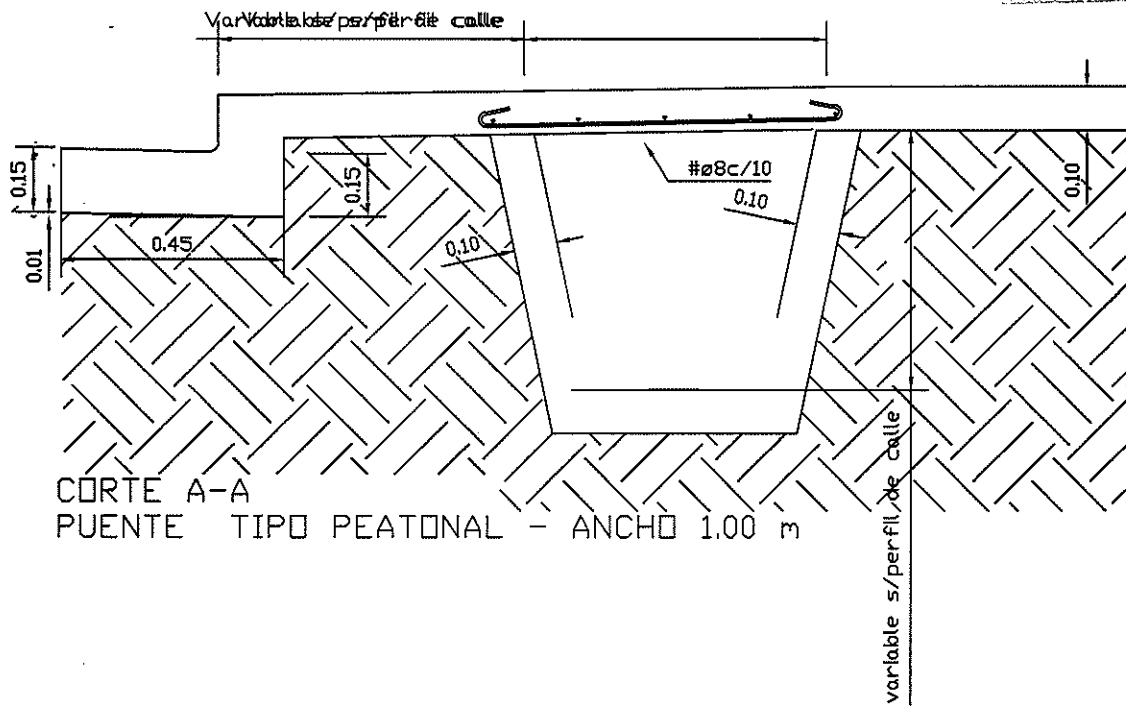 calle
0.15
0.15
#ø8c/10
0.10
0.10
0.10
0.45
0.01
variable s/perfil de calle
CORTE A-A
PUENTE TIPO PEATONAL - ANCHO 1.00 m